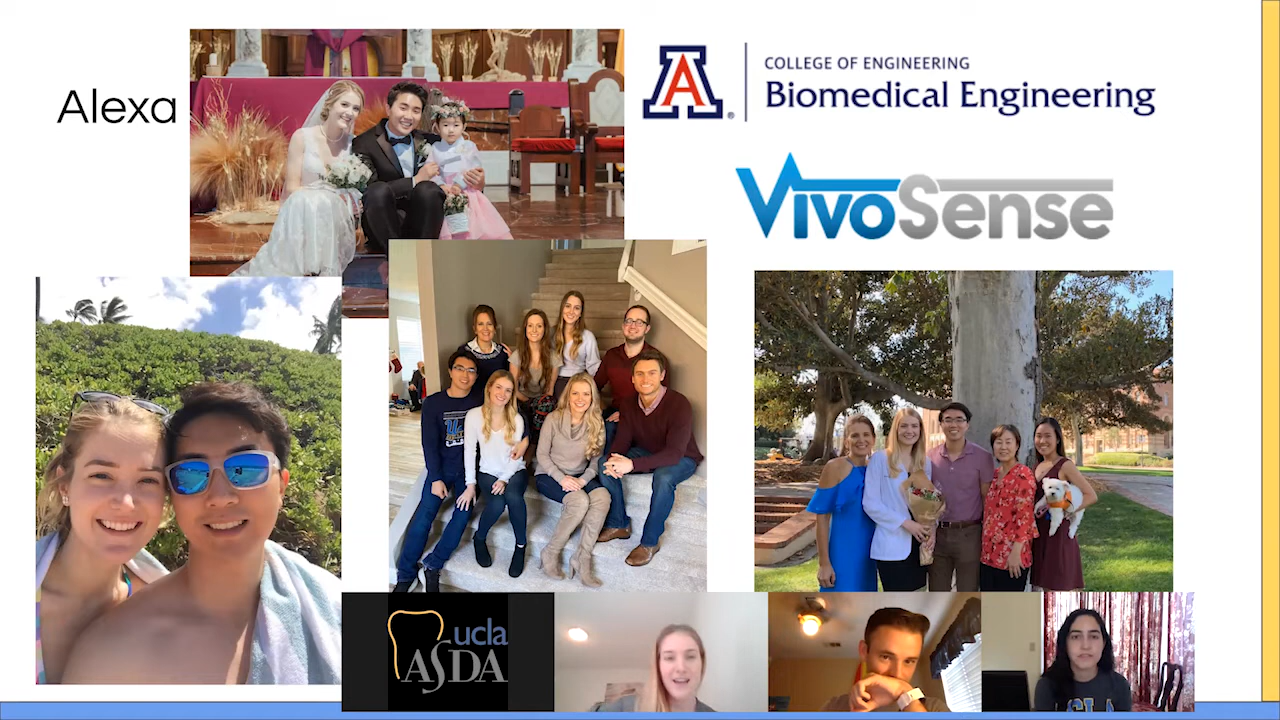 Alexa
A
COLLEGE OF ENGINEERING
Biomedical Engineering
VivoSense
ucla
ASDA